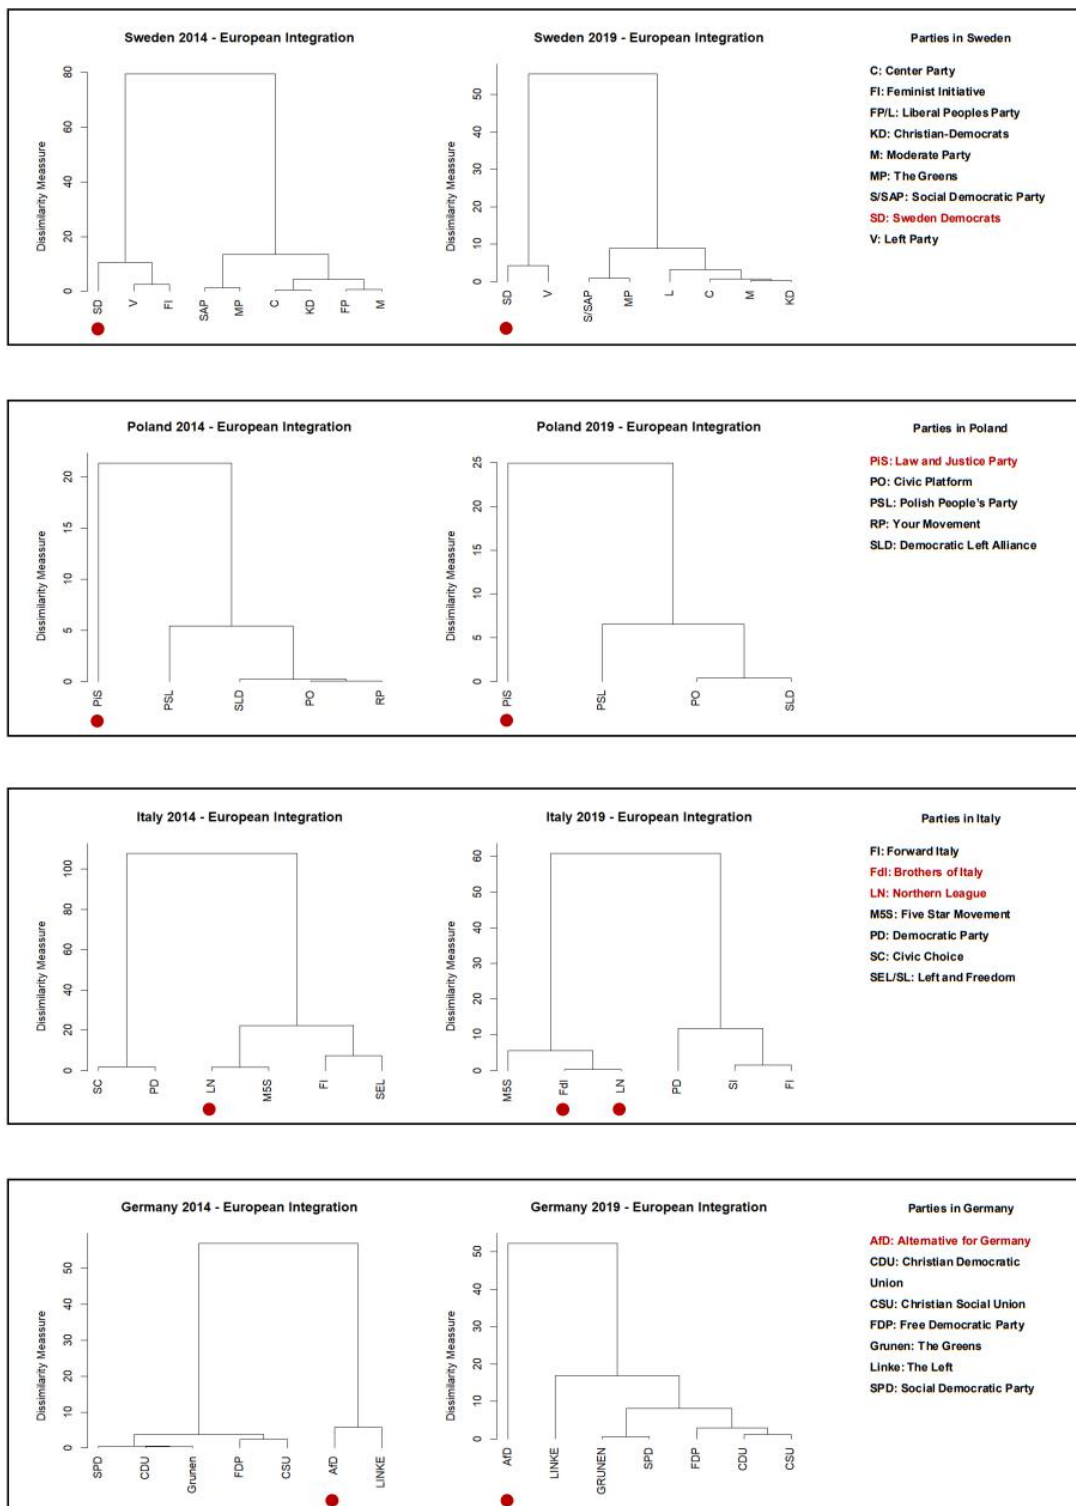 Sweden 2014 - European Integration
Dissimilarity Meassure
80
60
40
20
0
SD
V
FI
SAP
MP
C
KD
FP
M
Sweden 2019 - European Integration
Dissimilarity Meassure
50
40
30
20
10
0
SD
V
S/SAP
MP
L
C
M
KD
Parties in Sweden
C: Center Party
FI: Feminist Initiative
FP/L: Liberal Peoples Party
KD: Christian-Democrats
M: Moderate Party
MP: The Greens
S/SAP: Social Democratic Party
SD: Sweden Democrats
V: Left Party
Poland 2014 - European Integration
Dissimilarity Meassure
20
15
10
5
0
PiS
PSL
SLD
PO
RP
Poland 2019 - European Integration
Dissimilarity Meassure
25
20
15
10
5
0
PiS
PSL
PO
SLD
Parties in Poland
PiS: Law and Justice Party
PO: Civic Platform
PSL: Polish People's Party
RP: Your Movement
SLD: Democratic Left Alliance
Italy 2014 - European Integration
Dissimilarity Meassure
100
80
60
40
20
0
SC
PD
LN
M5S
FI
SEL
Italy 2019 - European Integration
Dissimilarity Meassure
60
50
40
30
20
10
0
M5S
FdI
LN
PD
SI
FI
Parties in Italy
FI: Forward Italy
FdI: Brothers of Italy
LN: Northern League
M5S: Five Star Movement
PD: Democratic Party
SC: Civic Choice
SEL/SL: Left and Freedom
Germany 2014 - European Integration
Dissimilarity Meassure
50
40
30
20
10
0
SPD
CDU
Grunen
FDP
CSU
AfD
LINKE
Germany 2019 - European Integration
Dissimilarity Meassure
50
40
30
20
10
0
AfD
LINKE
GRUNEN
SPD
FDP
CDU
CSU
Parties in Germany
AfD: Alternative for Germany
CDU: Christian Democratic
Union
CSU: Christian Social Union
FDP: Free Democratic Party
Grunen: The Greens
Linke: The Left
SPD: Social Democratic Party